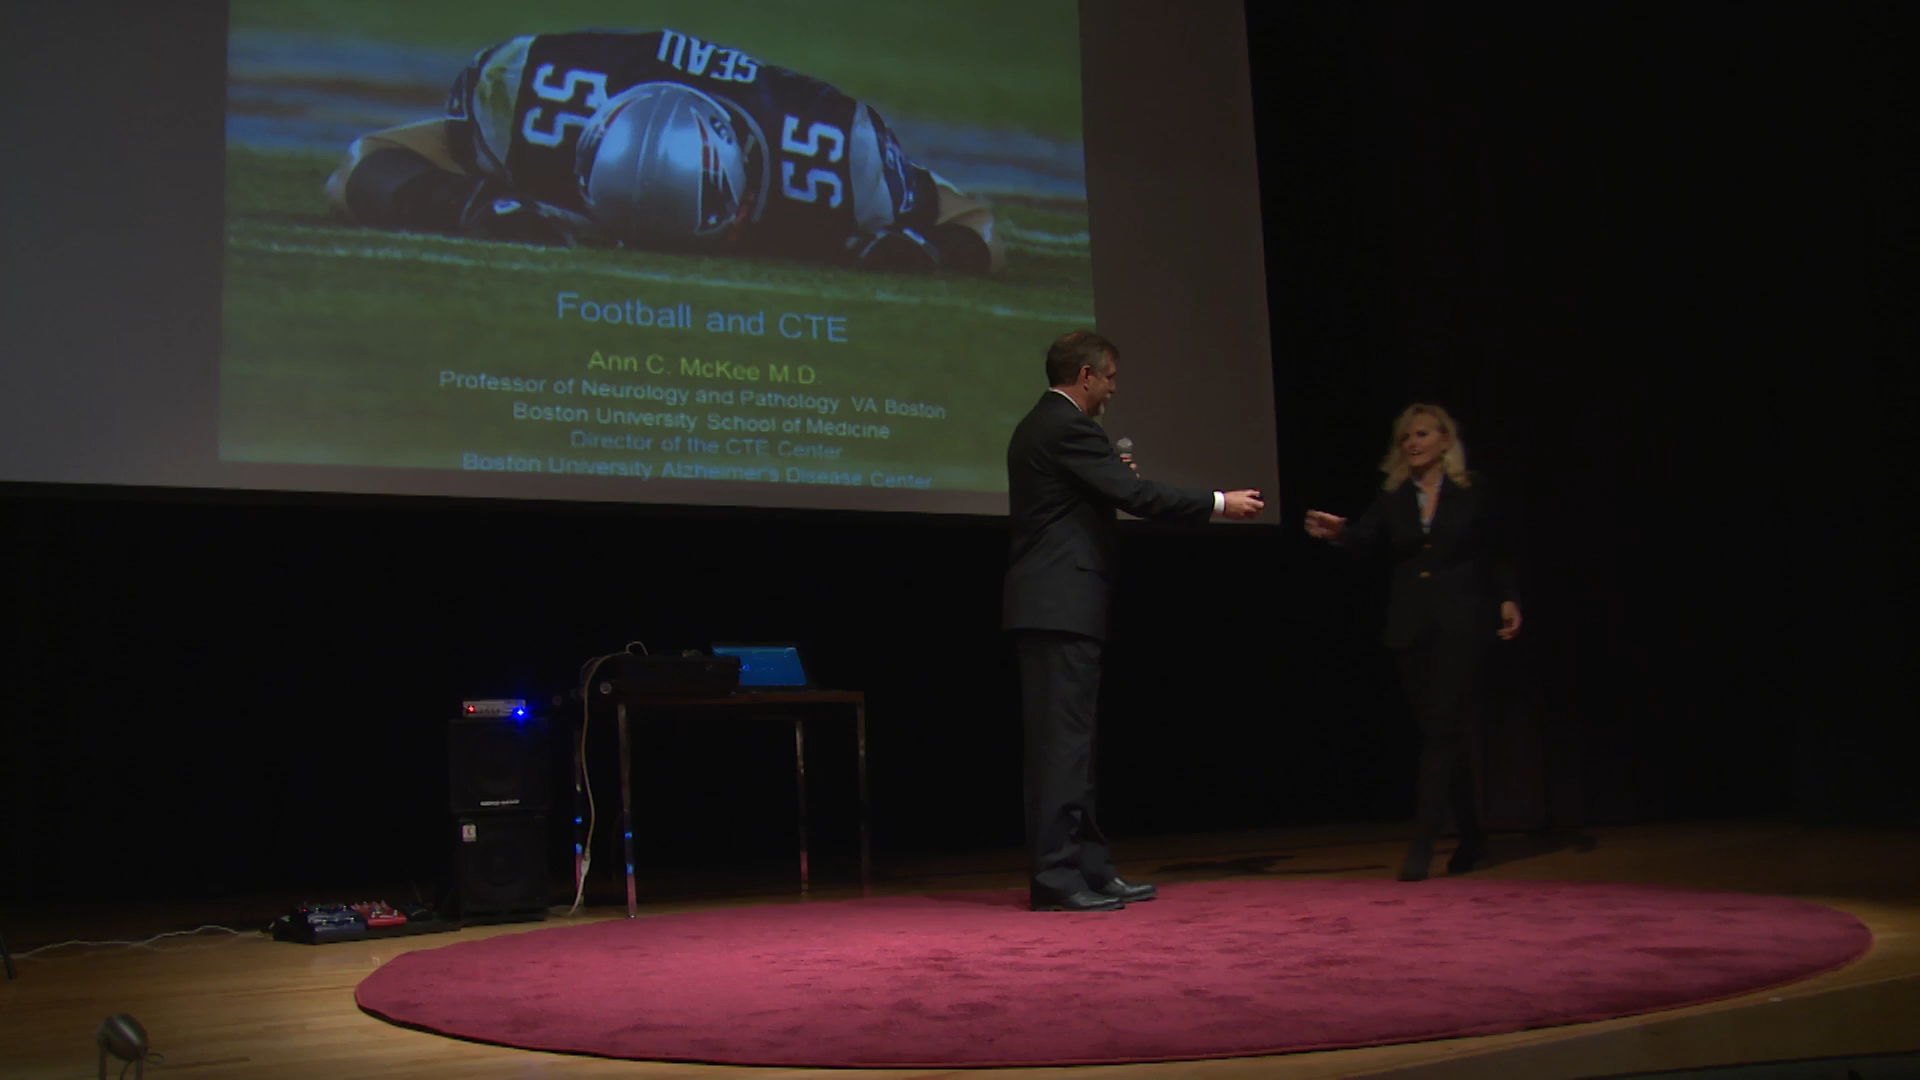 SEAU
55 55
Football and CTE
Ann C. McKee M.D.
Professor of Neurology and Pathology VA Boston
Boston University School of Medicine
Director of the CTE Center
Boston University Alzheimer's Disease Center